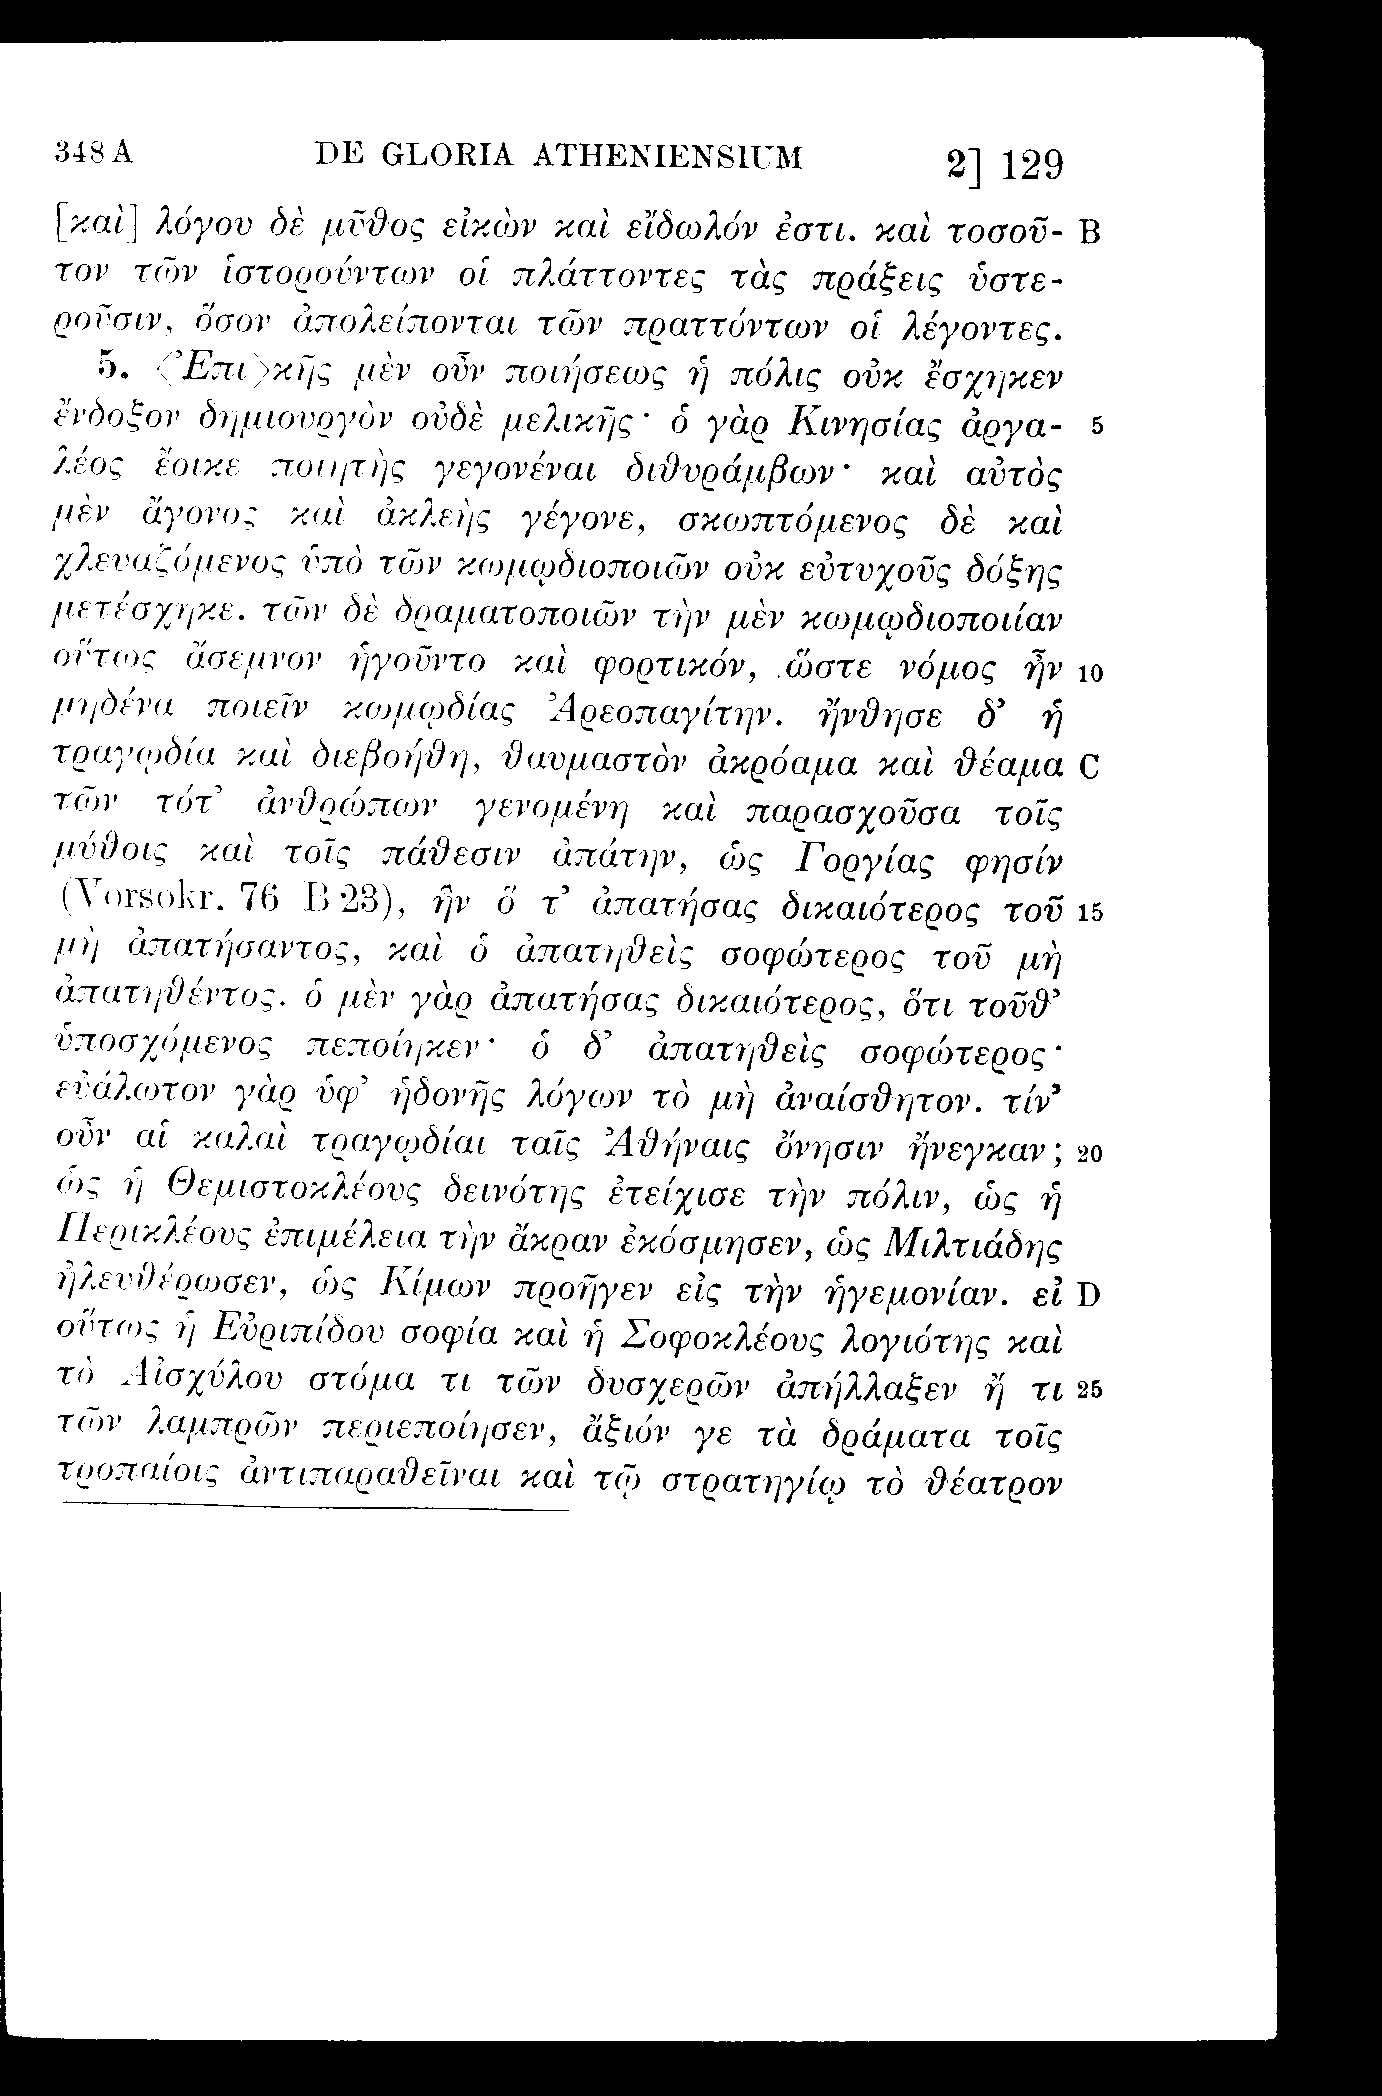 348 A DE GLORIA ATHENIENSIUM 2] 129
[καὶ] λόγου δὲ μῦθος εἰκὼν καὶ εἴδωλόν ἐστι. καὶ τοσοῦ- B
τον τῶν ἱστορούντων οἱ πλάττοντες τὰς πράξεις ὑστε-
ροῦσιν, ὅσον ἀπολείπονται τῶν πραττόντων οἱ λέγοντες.
5. 〈Ἐπι〉κῆς μὲν οὖν ποιήσεως ἡ πόλις οὐκ ἔσχηκεν
ἔνδοξον δημιουργὸν οὐδὲ μελικῆς· ὁ γὰρ Κινησίας ἀργα- 5
λέος ἔοικε ποιητὴς γεγονέναι διθυράμβων· καὶ αὐτὸς
μὲν ἄγονος καὶ ἀκλεὴς γέγονε, σκωπτόμενος δὲ καὶ
χλευαζόμενος ὑπὸ τῶν κωμῳδιοποιῶν οὐκ εὐτυχοῦς δόξης
μετέσχηκε. τῶν δὲ δραματοποιῶν τὴν μὲν κωμῳδιοποιίαν
οὕτως ἄσεμνον ἡγοῦντο καὶ φορτικόν, ὥστε νόμος ἦν 10
μηδένα ποιεῖν κωμῳδίας Ἀρεοπαγίτην. ἤνθησε δ’ ἡ
τραγῳδία καὶ διεβοήθη, θαυμαστὸν ἀκρόαμα καὶ θέαμα C
τῶν τότ’ ἀνθρώπων γενομένη καὶ παρασχοῦσα τοῖς
μύθοις καὶ τοῖς πάθεσιν ἀπάτην, ὡς Γοργίας φησίν
(Vorsokr. 76 B 23), ἣν ὅ τ’ ἀπατήσας δικαιότερος τοῦ 15
μὴ ἀπατήσαντος, καὶ ὁ ἀπατηθεὶς σοφώτερος τοῦ μὴ
ἀπατηθέντος. ὁ μὲν γὰρ ἀπατήσας δικαιότερος, ὅτι τοῦθ’
ὑποσχόμενος πεποίηκεν· ὁ δ’ ἀπατηθεὶς σοφώτερος·
εὐάλωτον γὰρ ὑφ’ ἡδονῆς λόγων τὸ μὴ ἀναίσθητον. τίν’
οὖν αἱ καλαὶ τραγῳδίαι ταῖς Ἀθήναις ὄνησιν ἤνεγκαν; 20
ὡς ἡ Θεμιστοκλέους δεινότης ἐτείχισε τὴν πόλιν, ὡς ἡ
Περικλέους ἐπιμέλεια τὴν ἄκραν ἐκόσμησεν, ὡς Μιλτιάδης
ἠλευθέρωσεν, ὡς Κίμων προῆγεν εἰς τὴν ἡγεμονίαν. εἰ D
οὕτως ἡ Εὐριπίδου σοφία καὶ ἡ Σοφοκλέους λογιότης καὶ
τὸ Αἰσχύλου στόμα τι τῶν δυσχερῶν ἀπήλλαξεν ἤ τι 25
τῶν λαμπρῶν περιεποίησεν, ἄξιόν γε τὰ δράματα τοῖς
τροπαίοις ἀντιπαραθεῖναι καὶ τῷ στρατηγίῳ τὸ θέατρον